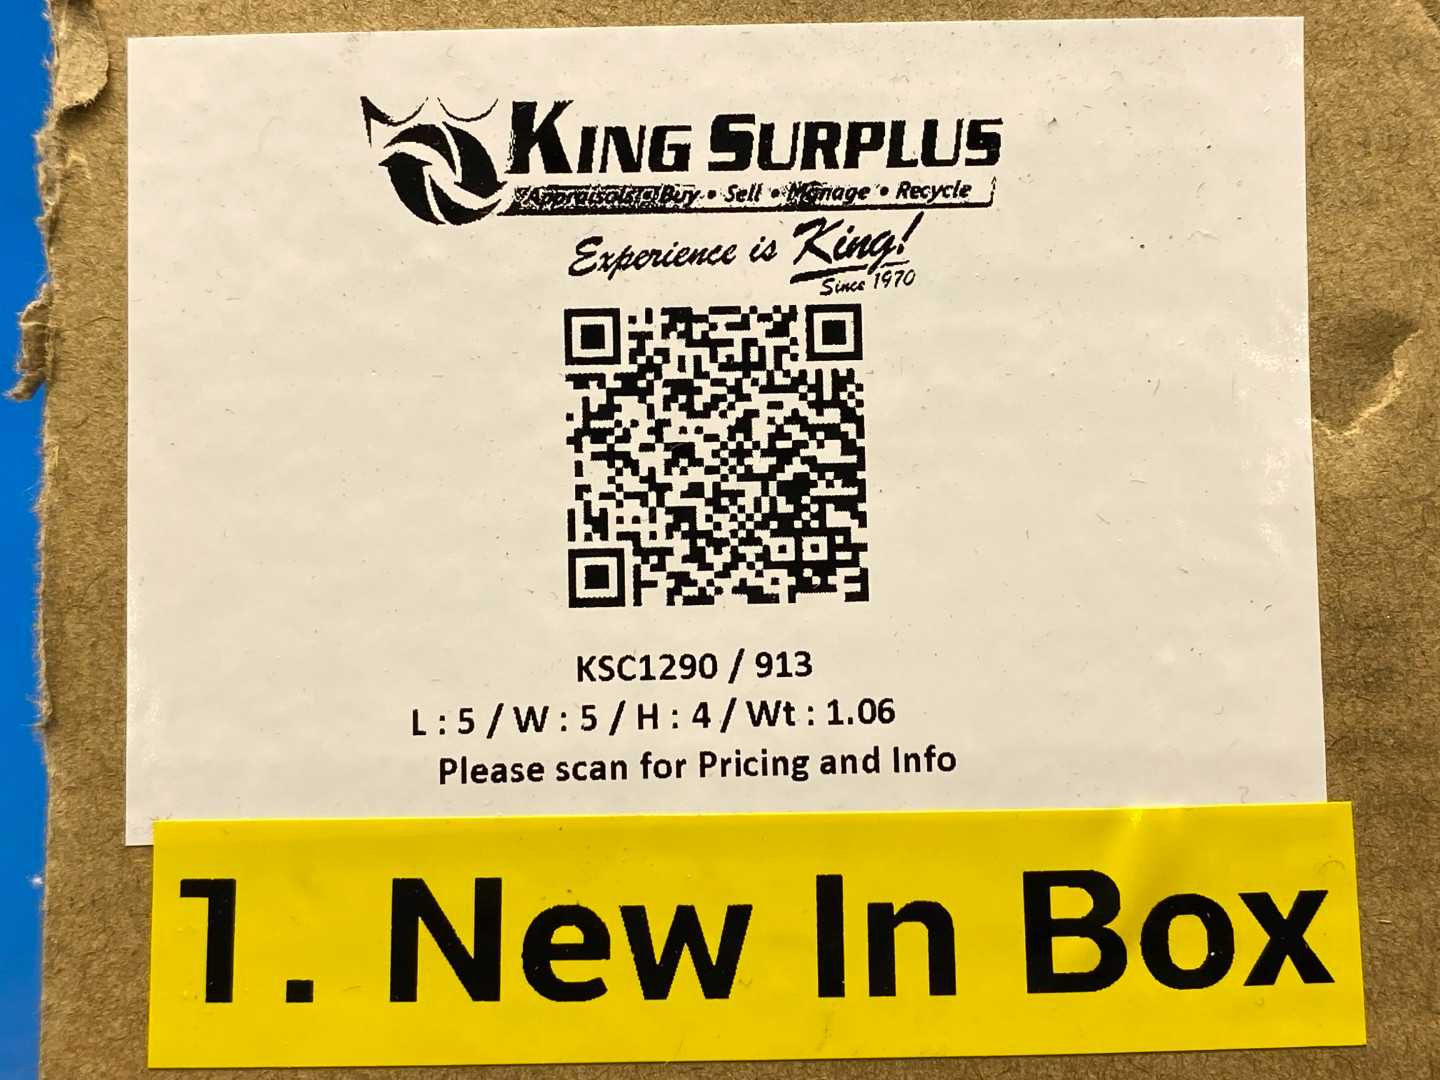 KING SURPLUS
Appraisals • Buy • Sell • Manage • Recycle
Experience is King!
Since 1970
KSC1290 / 913
L : 5 / W : 5 / H : 4 / Wt : 1.06
Please scan for Pricing and Info
1. New In Box